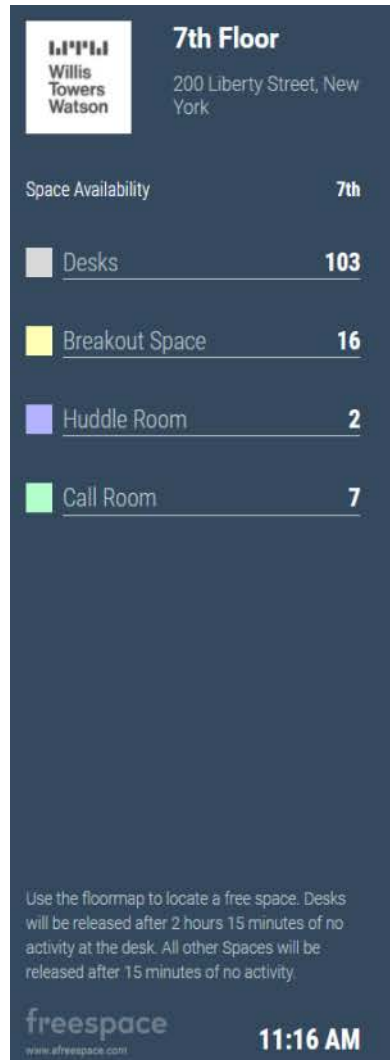 Willis
Towers
Watson
7th Floor
200 Liberty Street, New
York
Space Availability 7th
Desks 103
Breakout Space 16
Huddle Room 2
Call Room 7
Use the floormap to locate a free space. Desks
will be released after 2 hours 15 minutes of no
activity at the desk. All other Spaces will be
released after 15 minutes of no activity.
freespace
www.afreespace.com
11:16 AM